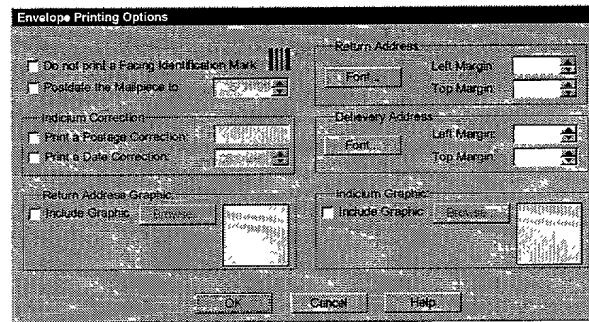 Envelope Printing Options
Do not print a Facing Identification Mark
Postdate the Mailpiece to
Indicium Correction
Print a Postage Correction:
Print a Date Correction:
Return Address Graphic:
Include Graphic Browse...
Return Address
Font... Left Margin:
Top Margin:
Delievery Address
Font... Left Margin:
Top Margin:
Indicium Graphic:
Include Graphic Browse...
OK Cancel Help